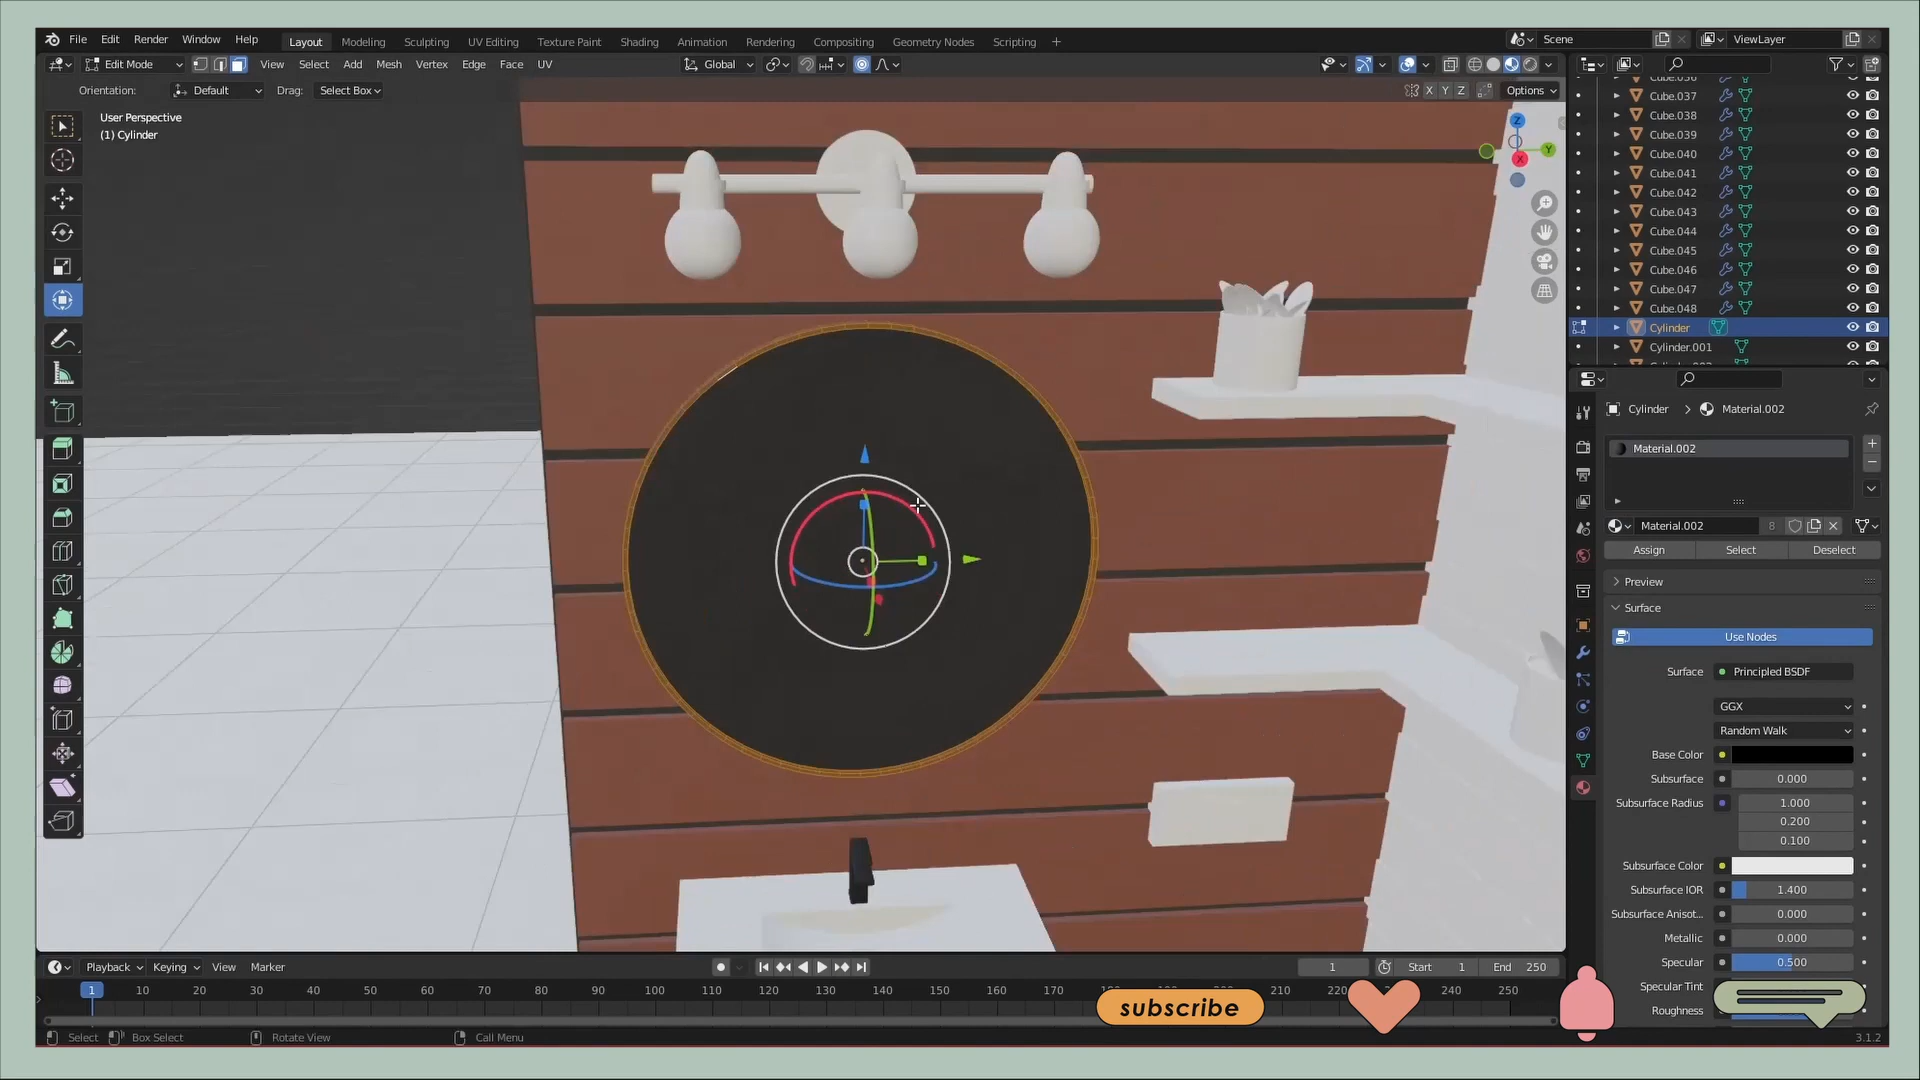 File Edit Render Window Help Layout Modeling Sculpting UV Editing Texture Paint Shading Animation Rendering Compositing Geometry Nodes Scripting + Scene ViewLayer
Edit Mode View Select Add Mesh Vertex Edge Face UV Global
Orientation: Default Drag: Select Box X Y Z Options
User Perspective
(1) Cylinder
Z
Y
X
Cube.036
Cube.037
Cube.038
Cube.039
Cube.040
Cube.041
Cube.042
Cube.043
Cube.044
Cube.045
Cube.046
Cube.047
Cube.048
Cylinder
Cylinder.001
Cylinder > Material.002
Material.002
Material.002 8
Assign Select Deselect
Preview
Surface
Use Nodes
Surface Principled BSDF
GGX
Random Walk
Base Color
Subsurface 0.000
Subsurface Radius 1.000
0.200
0.100
Subsurface Color
Subsurface IOR 1.400
Subsurface Anisot... 0.000
Metallic 0.000
Specular 0.500
Specular Tint
Roughness
Playback Keying View Marker 1 Start 1 End 250
1 10 20 30 40 50 60 70 80 90 100 110 120 130 140 150 160 170 220 240 250
subscribe
Select Box Select Rotate View Call Menu 3.1.2